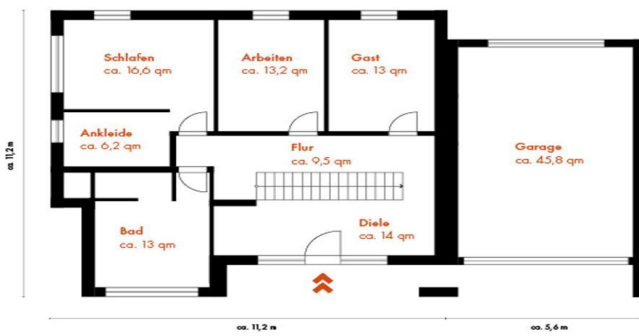 Schlafen
ca. 16,6 qm
Arbeiten
ca. 13,2 qm
Gast
ca. 13 qm
Ankleide
ca. 6,2 qm
Flur
ca. 9,5 qm
Garage
ca. 45,8 qm
Bad
ca. 13 qm
Diele
ca. 14 qm
ca. 11,2 m
ca. 11,2 m
ca. 5,6 m